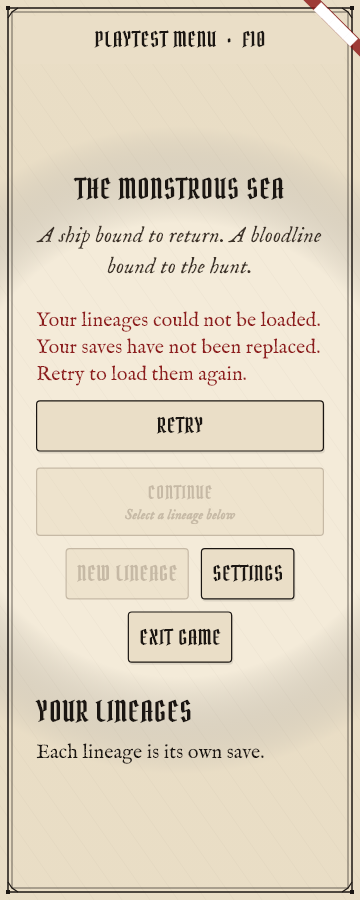 PLAYTEST MENU · F10
THE MONSTROUS SEA
A ship bound to return. A bloodline
bound to the hunt.
Your lineages could not be loaded.
Your saves have not been replaced.
Retry to load them again.
RETRY
CONTINUE
Select a lineage below
NEW LINEAGE
SETTINGS
EXIT GAME
YOUR LINEAGES
Each lineage is its own save.